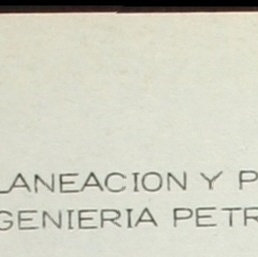 LANEACION Y P
GENIERIA PETR